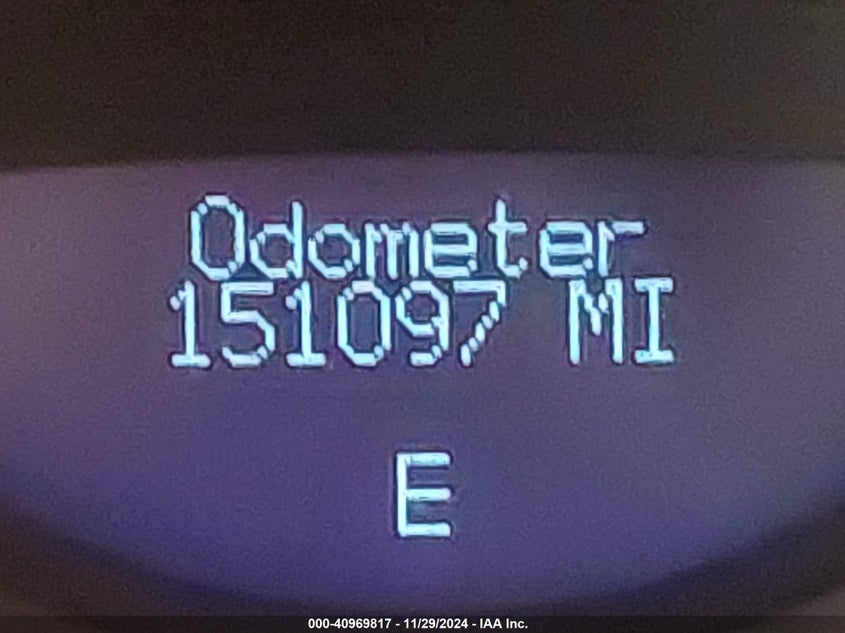 Odometer
151097 MI
E
000-40969817 - 11/29/2024 - IAA Inc.